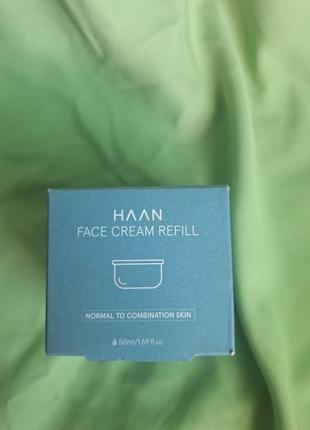 HAAN
FACE CREAM REFILL
NORMAL TO COMBINATION SKIN
50ml/1.69 fl.oz.